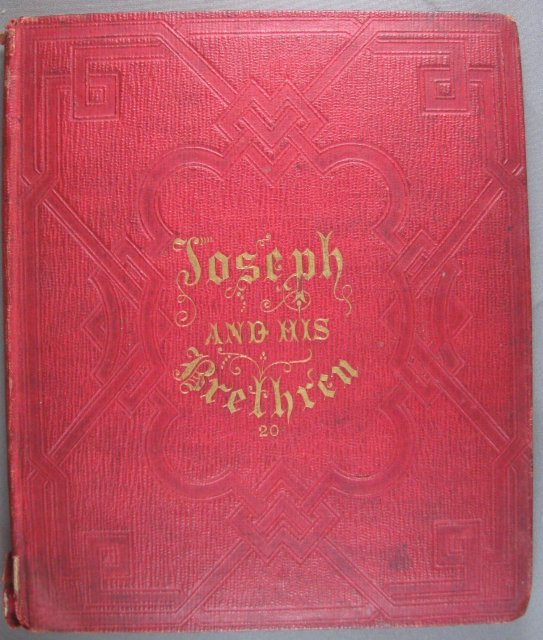 Joseph
AND HIS
Brethren
20